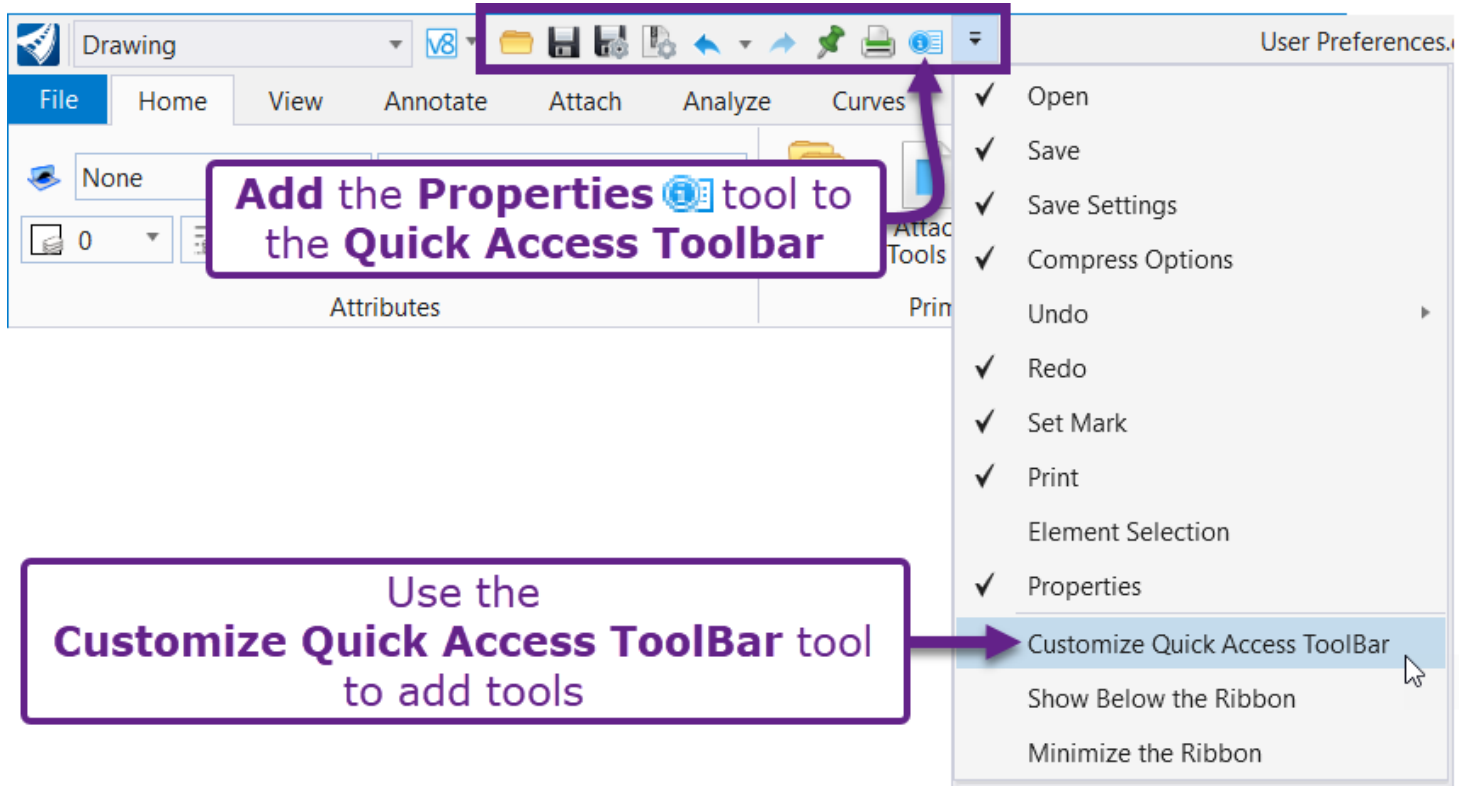 Drawing
V8
User Preferences.
File Home View Annotate Attach Analyze Curves
None
0
Add the Properties tool to
the Quick Access Toolbar
Attac
Tools
Attributes
Prim
Open
Save
Save Settings
Compress Options
Undo
Redo
Set Mark
Print
Element Selection
Properties
Customize Quick Access ToolBar
Show Below the Ribbon
Minimize the Ribbon
Use the
Customize Quick Access ToolBar tool
to add tools